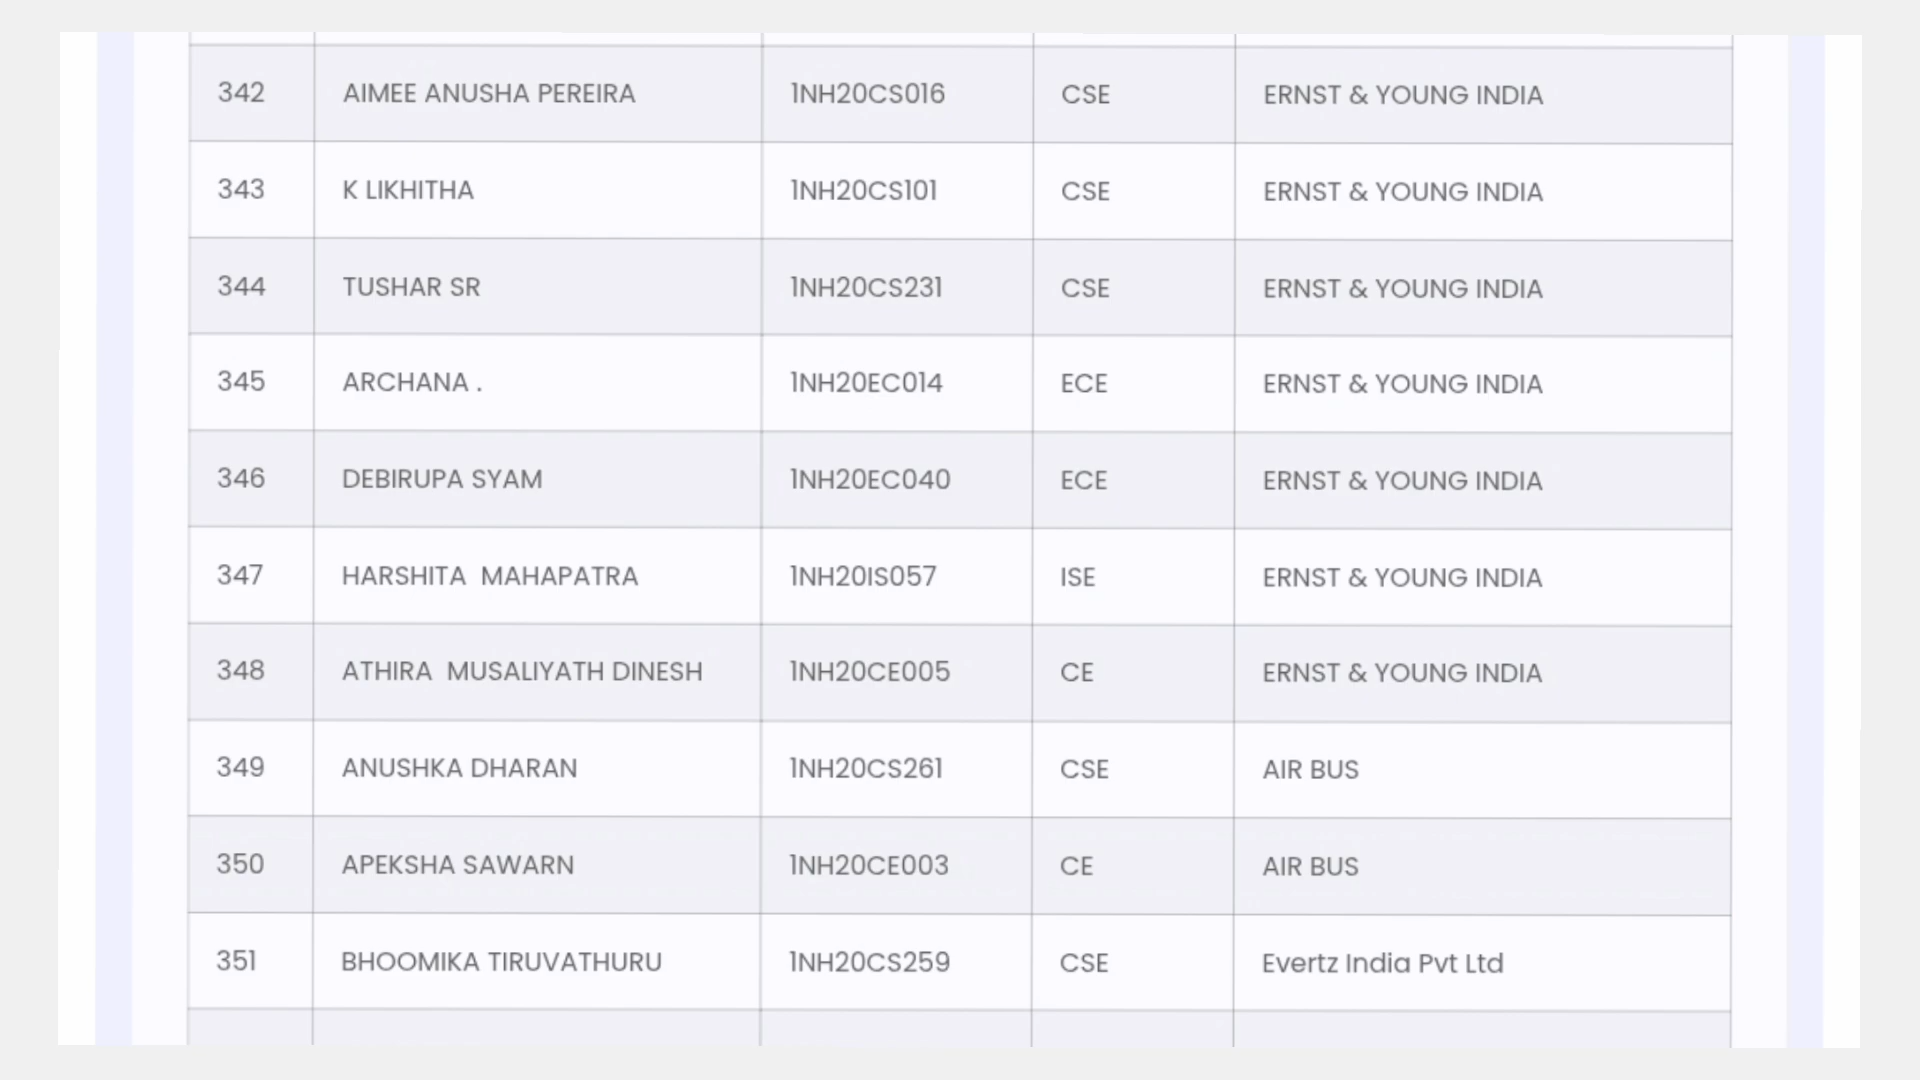 342 AIMEE ANUSHA PEREIRA 1NH20CS016 CSE ERNST & YOUNG INDIA
343 K LIKHITHA 1NH20CS101 CSE ERNST & YOUNG INDIA
344 TUSHAR SR 1NH20CS231 CSE ERNST & YOUNG INDIA
345 ARCHANA . 1NH20EC014 ECE ERNST & YOUNG INDIA
346 DEBIRUPA SYAM 1NH20EC040 ECE ERNST & YOUNG INDIA
347 HARSHITA  MAHAPATRA 1NH20IS057 ISE ERNST & YOUNG INDIA
348 ATHIRA  MUSALIYATH DINESH 1NH20CE005 CE ERNST & YOUNG INDIA
349 ANUSHKA DHARAN 1NH20CS261 CSE AIR BUS
350 APEKSHA SAWARN 1NH20CE003 CE AIR BUS
351 BHOOMIKA TIRUVATHURU 1NH20CS259 CSE Evertz India Pvt Ltd